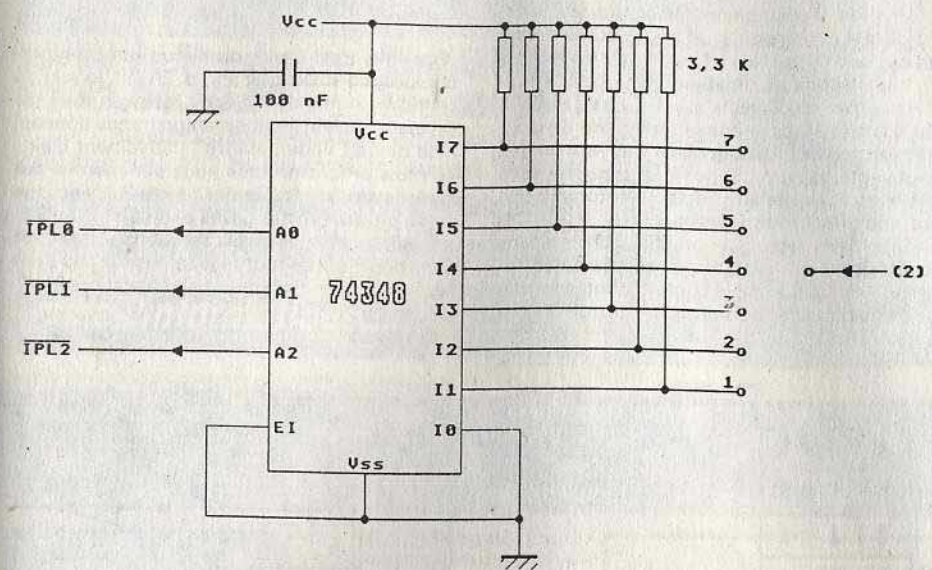 Vcc
3,3 K
100 nF
Vcc
I7
7
I6
6
I5
5
IPL0
A0
I4
4
(2)
IPL1
A1
74348
I3
3
IPL2
A2
I2
2
I1
1
EI
I0
Vss